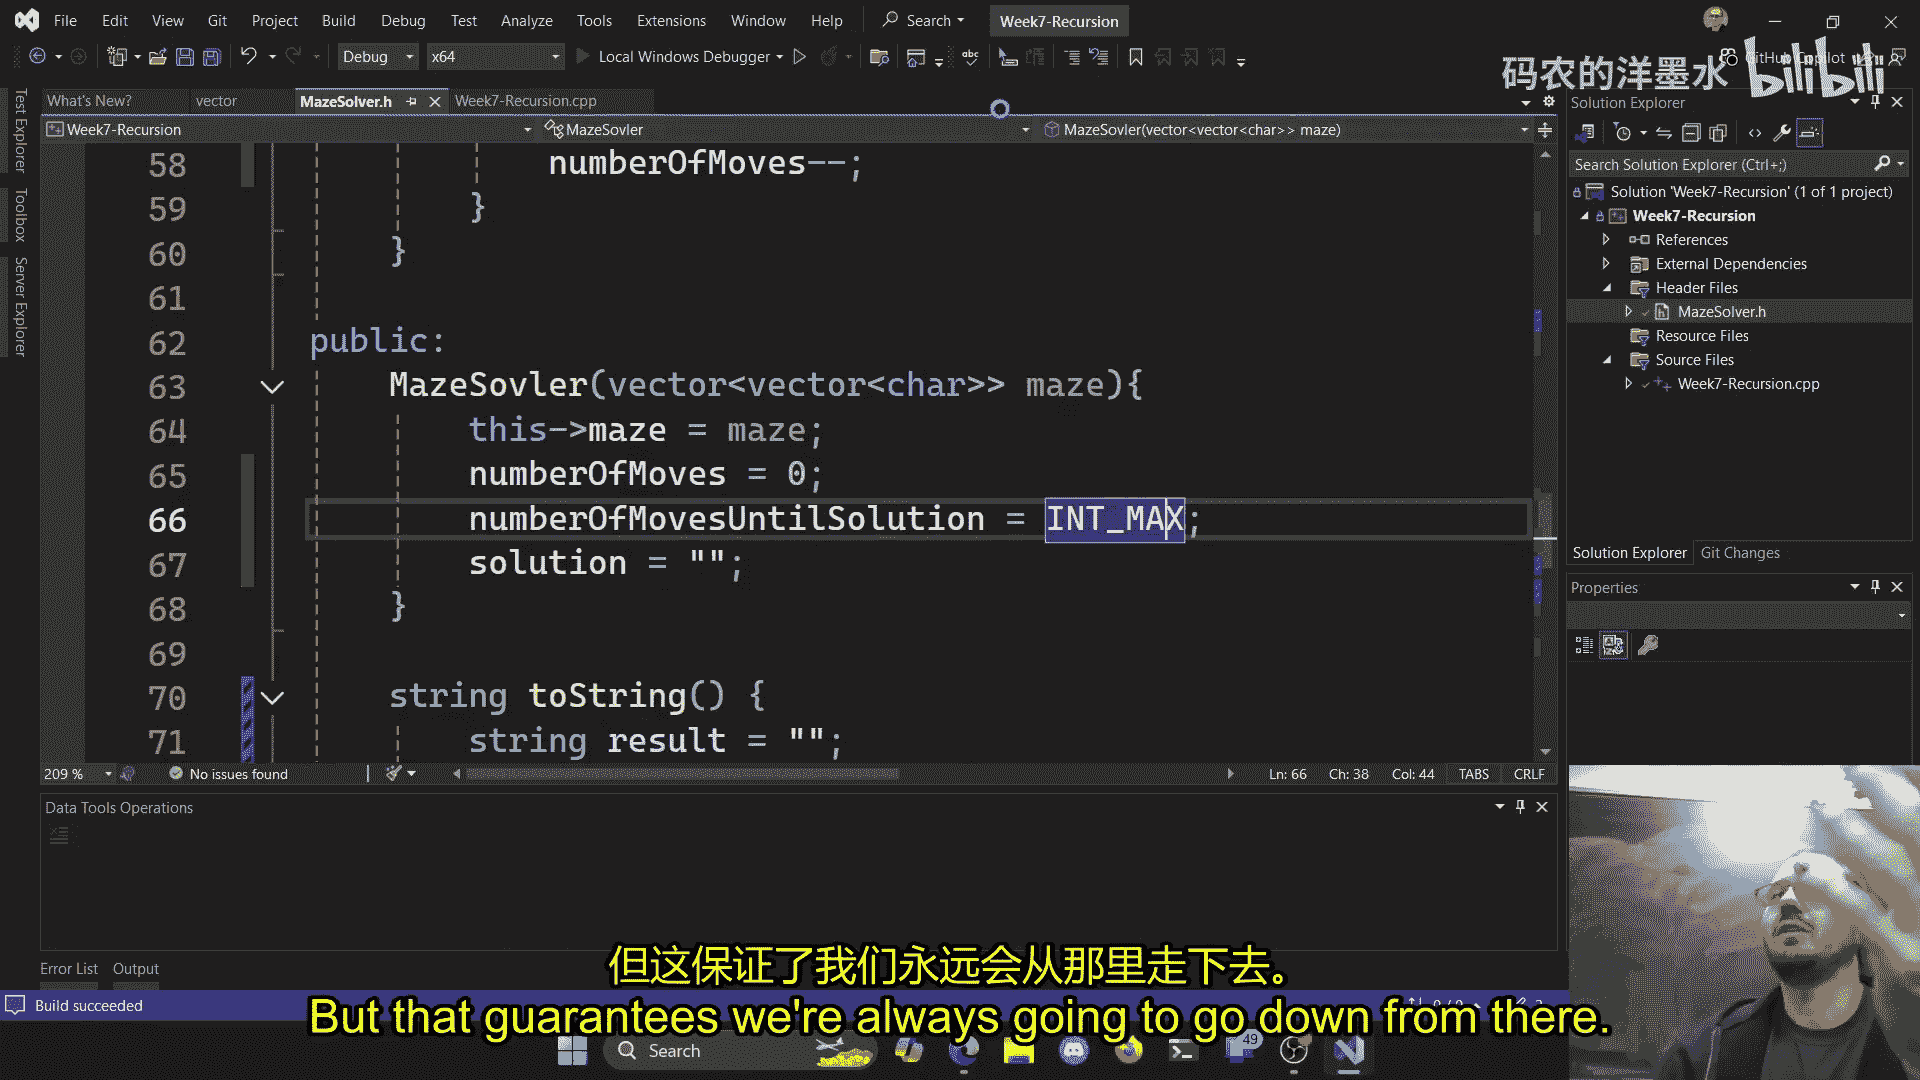 File Edit View Git Project Build Debug Test Analyze Tools Extensions Window Help Search Week7-Recursion
Debug x64 Local Windows Debugger GitHub Copilot
码农的洋墨水 bilibili
What's New? vector MazeSolver.h Week7-Recursion.cpp
Week7-Recursion MazeSovler MazeSovler(vector<vector<char>> maze)
Test Explorer
Toolbox
Server Explorer
58 numberOfMoves--;
59 }
60 }
61
62 public:
63 MazeSovler(vector<vector<char>> maze){
64 this->maze = maze;
65 numberOfMoves = 0;
66 numberOfMovesUntilSolution = INT_MAX;
67 solution = "";
68 }
69
70 string toString() {
71 string result = "";
209 % No issues found Ln: 66 Ch: 38 Col: 44 TABS CRLF
Data Tools Operations
Error List Output
Build succeeded
Solution Explorer
Search Solution Explorer (Ctrl+;)
Solution 'Week7-Recursion' (1 of 1 project)
Week7-Recursion
References
External Dependencies
Header Files
MazeSolver.h
Resource Files
Source Files
Week7-Recursion.cpp
Solution Explorer Git Changes
Properties
但这保证了我们永远会从那里走下去。
But that guarantees we're always going to go down from there.
Search 49